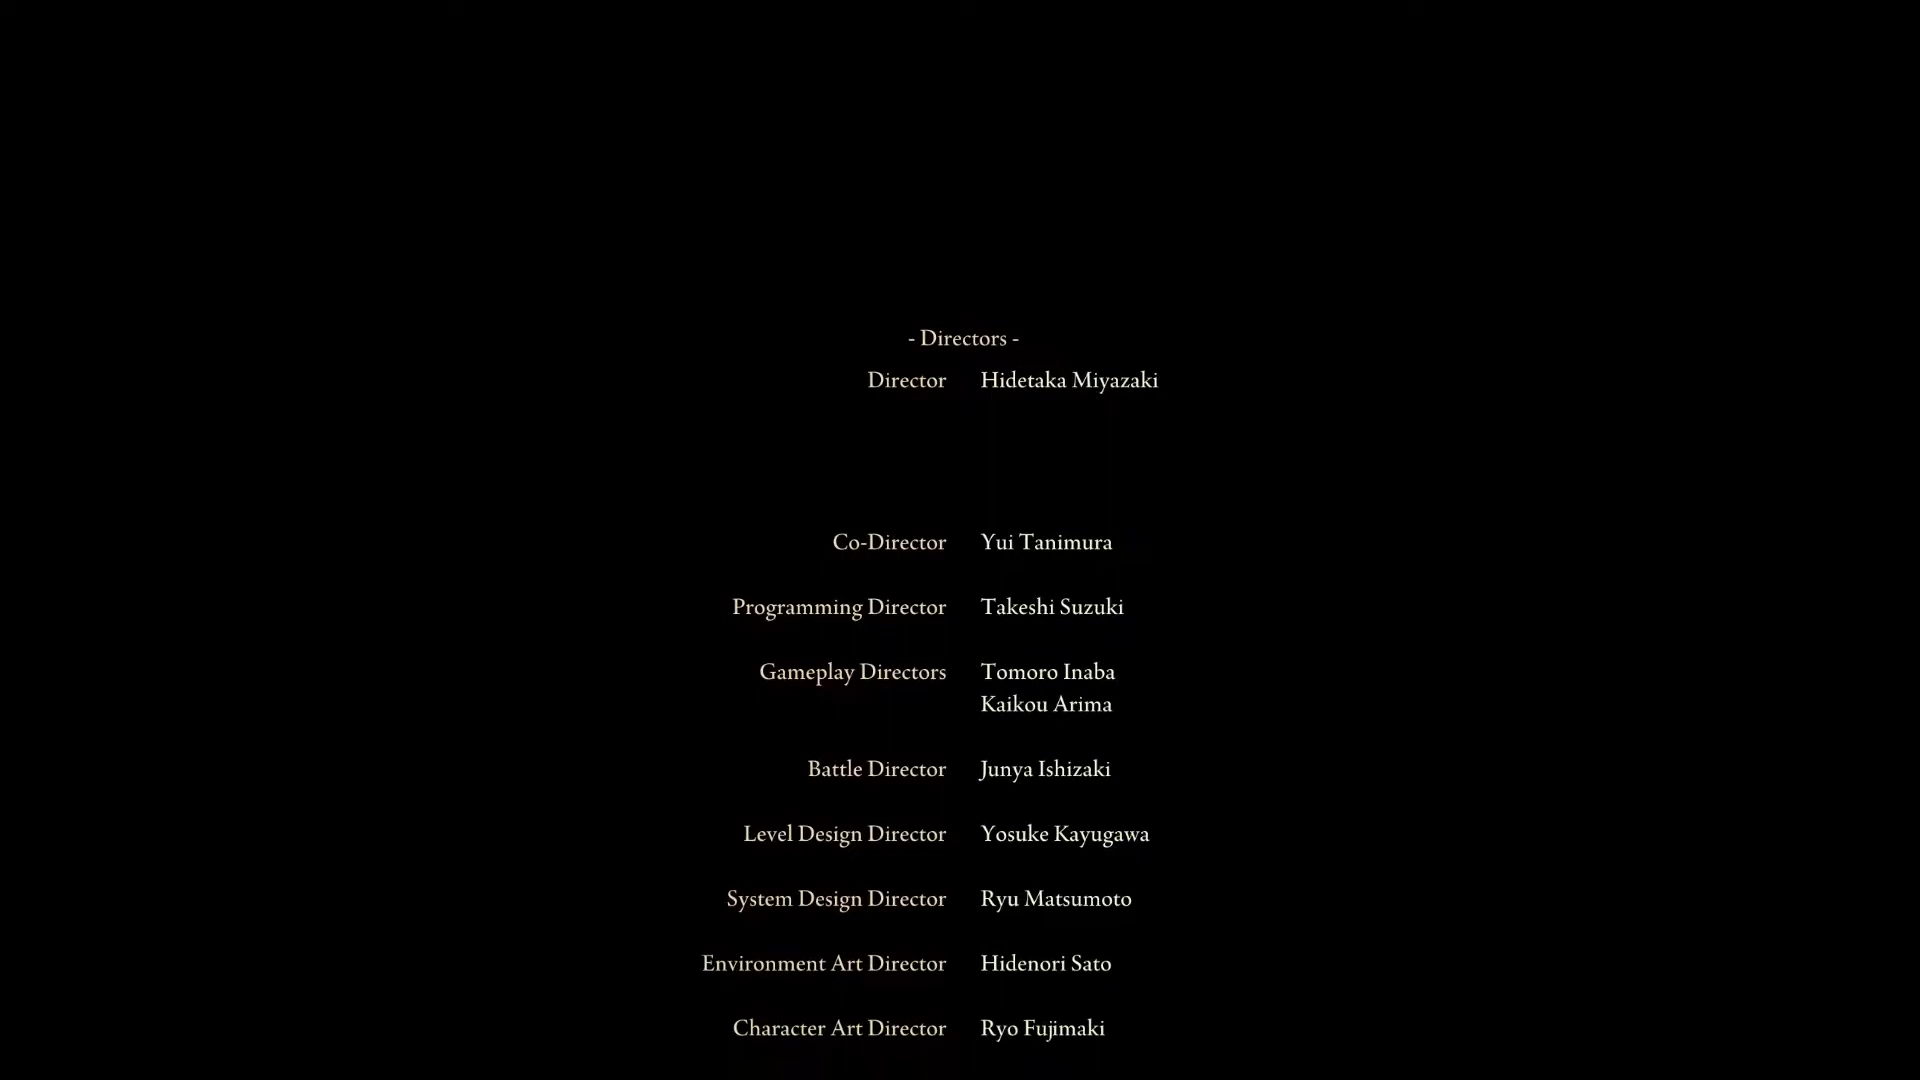 - Directors -
Director Hidetaka Miyazaki
Co-Director Yui Tanimura
Programming Director Takeshi Suzuki
Gameplay Directors Tomoro Inaba
Kaikou Arima
Battle Director Junya Ishizaki
Level Design Director Yosuke Kayugawa
System Design Director Ryu Matsumoto
Environment Art Director Hidenori Sato
Character Art Director Ryo Fujimaki